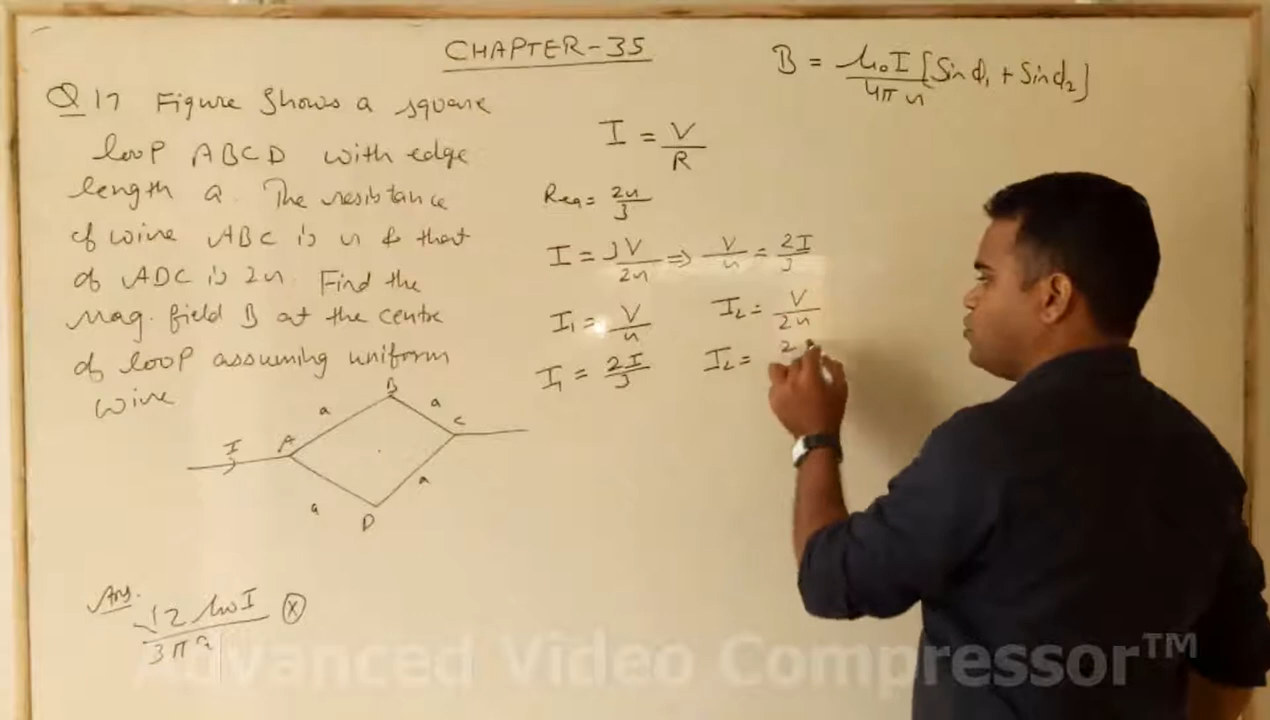 CHAPTER-35
Q 17 Figure shows a square
loop ABCD with edge
length a. The resistance
of wire ABC is r & that
of ADC is 2r. Find the
mag. field B at the centre
of loop assuming uniform
wire
B = μ₀I/4πr [Sin ϕ₁ + Sin ϕ₂]
I = V/R
Req = 2r/3
I = 3V/2r ⇒ V/r = 2I/3
I₁ = V/r I₂ = V/2r
I₁ = 2I/3 I₂ = 2
I
A
B
C
D
a
a
a
a
Ans. √2 μ₀I/3πa ⊗
Advanced Video Compressor™